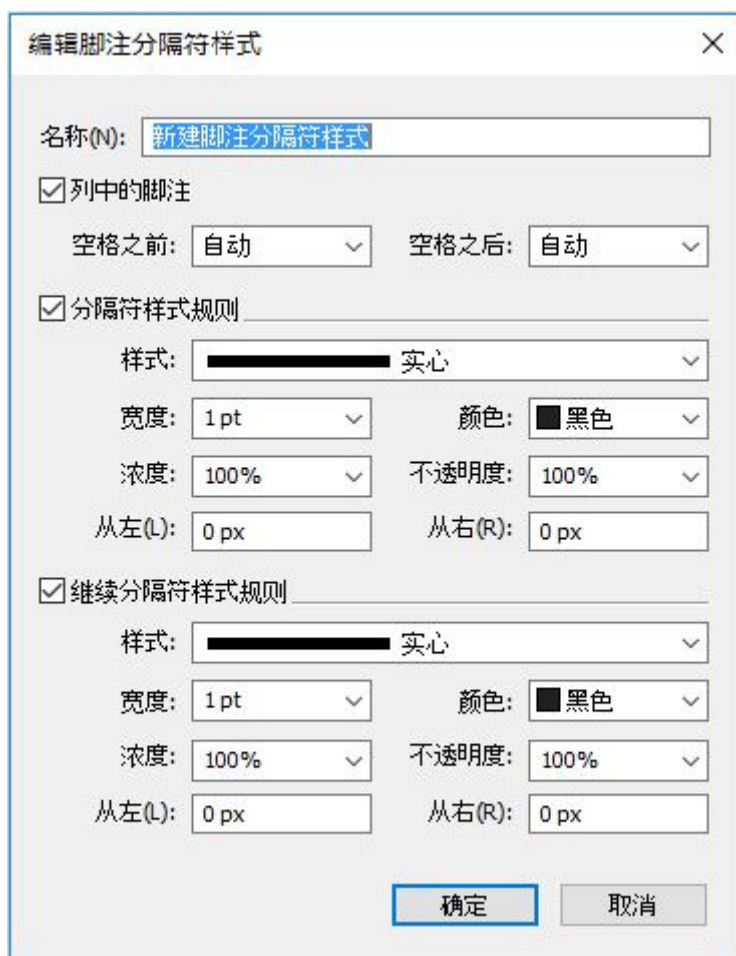 编辑脚注分隔符样式
名称(N): 新建脚注分隔符样式
列中的脚注
空格之前: 自动 空格之后: 自动
分隔符样式规则
样式: 实心
宽度: 1 pt 颜色: 黑色
浓度: 100% 不透明度: 100%
从左(L): 0 px 从右(R): 0 px
继续分隔符样式规则
样式: 实心
宽度: 1 pt 颜色: 黑色
浓度: 100% 不透明度: 100%
从左(L): 0 px 从右(R): 0 px
确定 取消